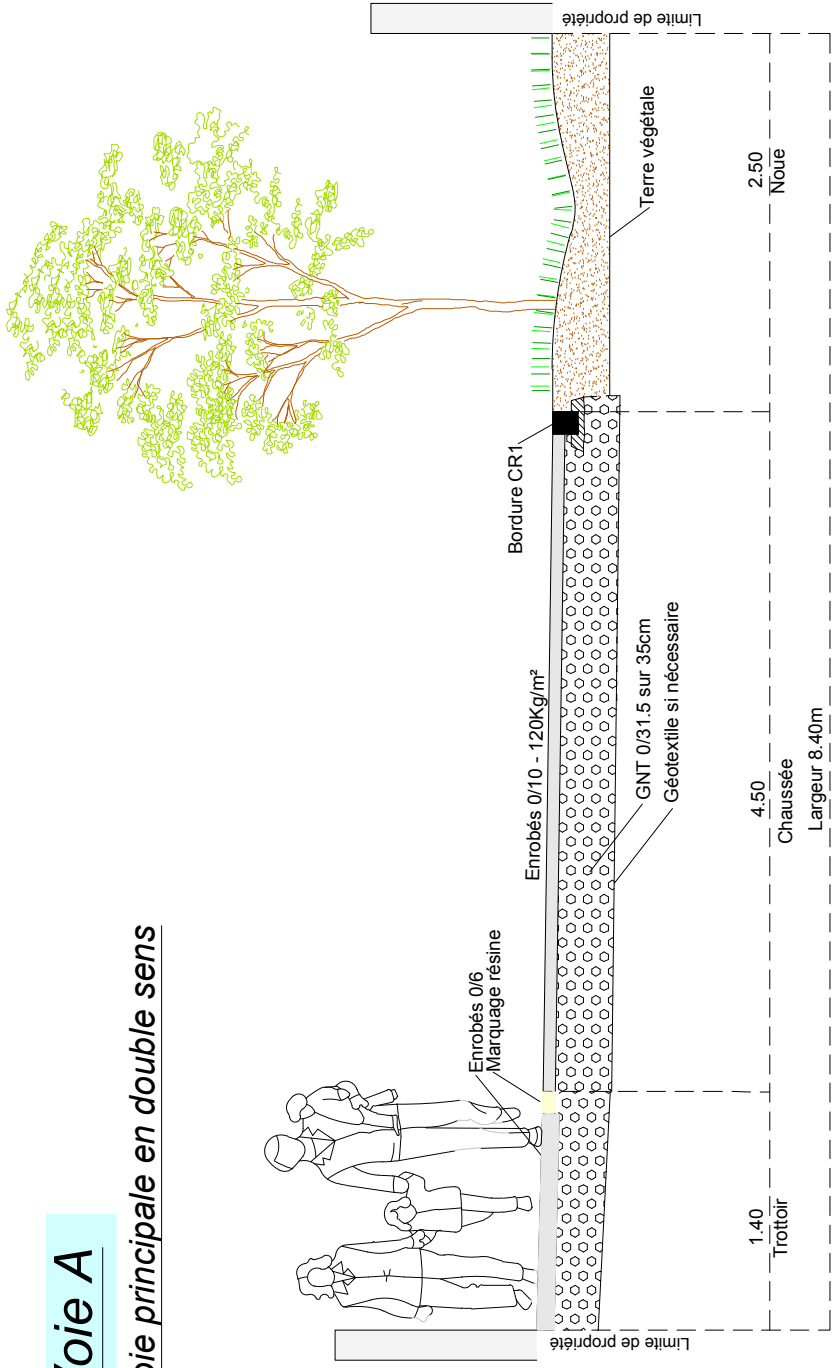 Voie A
oie principale en double sens
Enrobés 0/6
Marquage résine
Enrobés 0/10 - 120Kg/m²
Bordure CR1
GNT 0/31.5 sur 35cm
Géotextile si nécessaire
Terre végétale
Limite de propriété
Limite de propriété
1.40
Trottoir
4.50
Chaussée
2.50
Noue
Largeur 8.40m